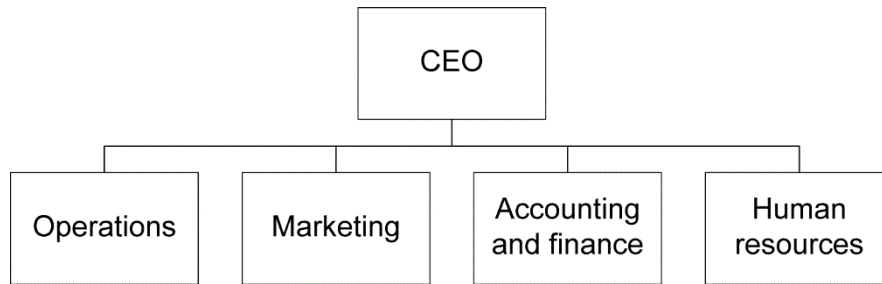 CEO
Operations
Marketing
Accounting
and finance
Human
resources